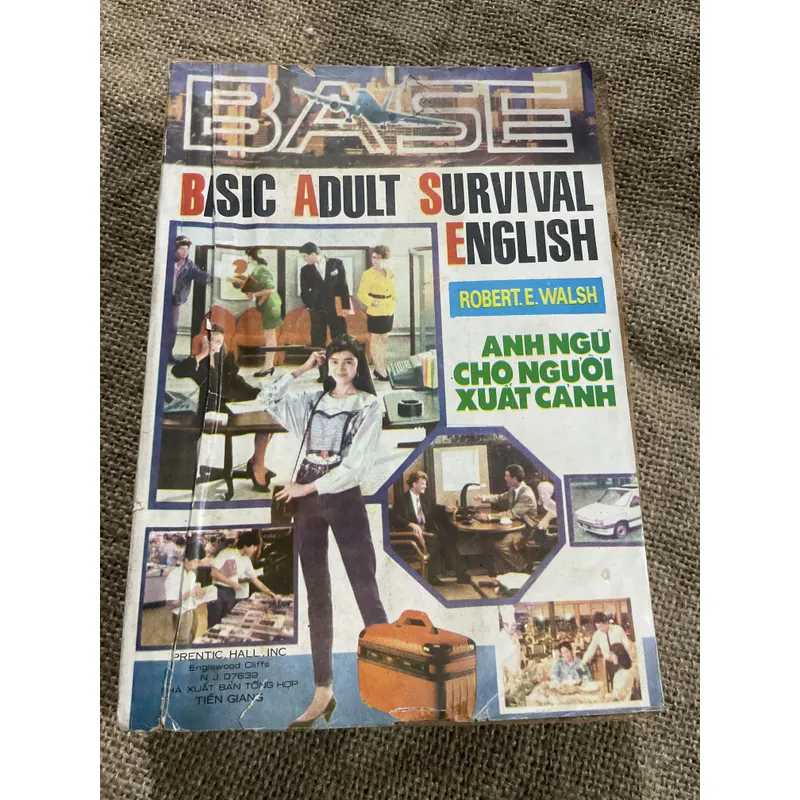 BASE
BASIC ADULT SURVIVAL
ENGLISH
ROBERT.E.WALSH
ANH NGỮ
CHO NGƯỜI
XUẤT CẢNH
PRENTIC, HALL, INC
Englewood Cliffs
N J. 07632
NHÀ XUẤT BẢN TỔNG HỢP
TIỀN GIANG